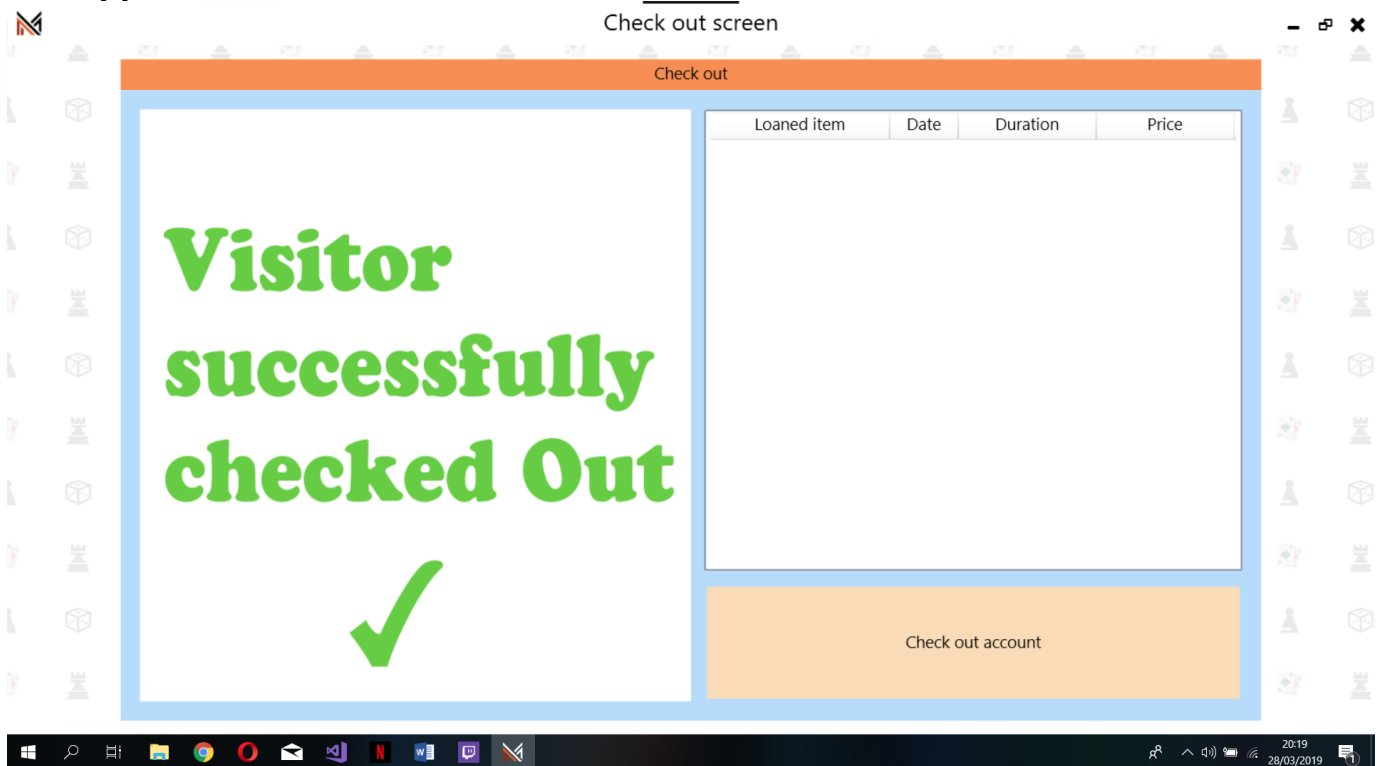 Check out screen
Check out
Loaned item Date Duration Price
Visitor
successfully
checked Out
Check out account
20:19
28/03/2019